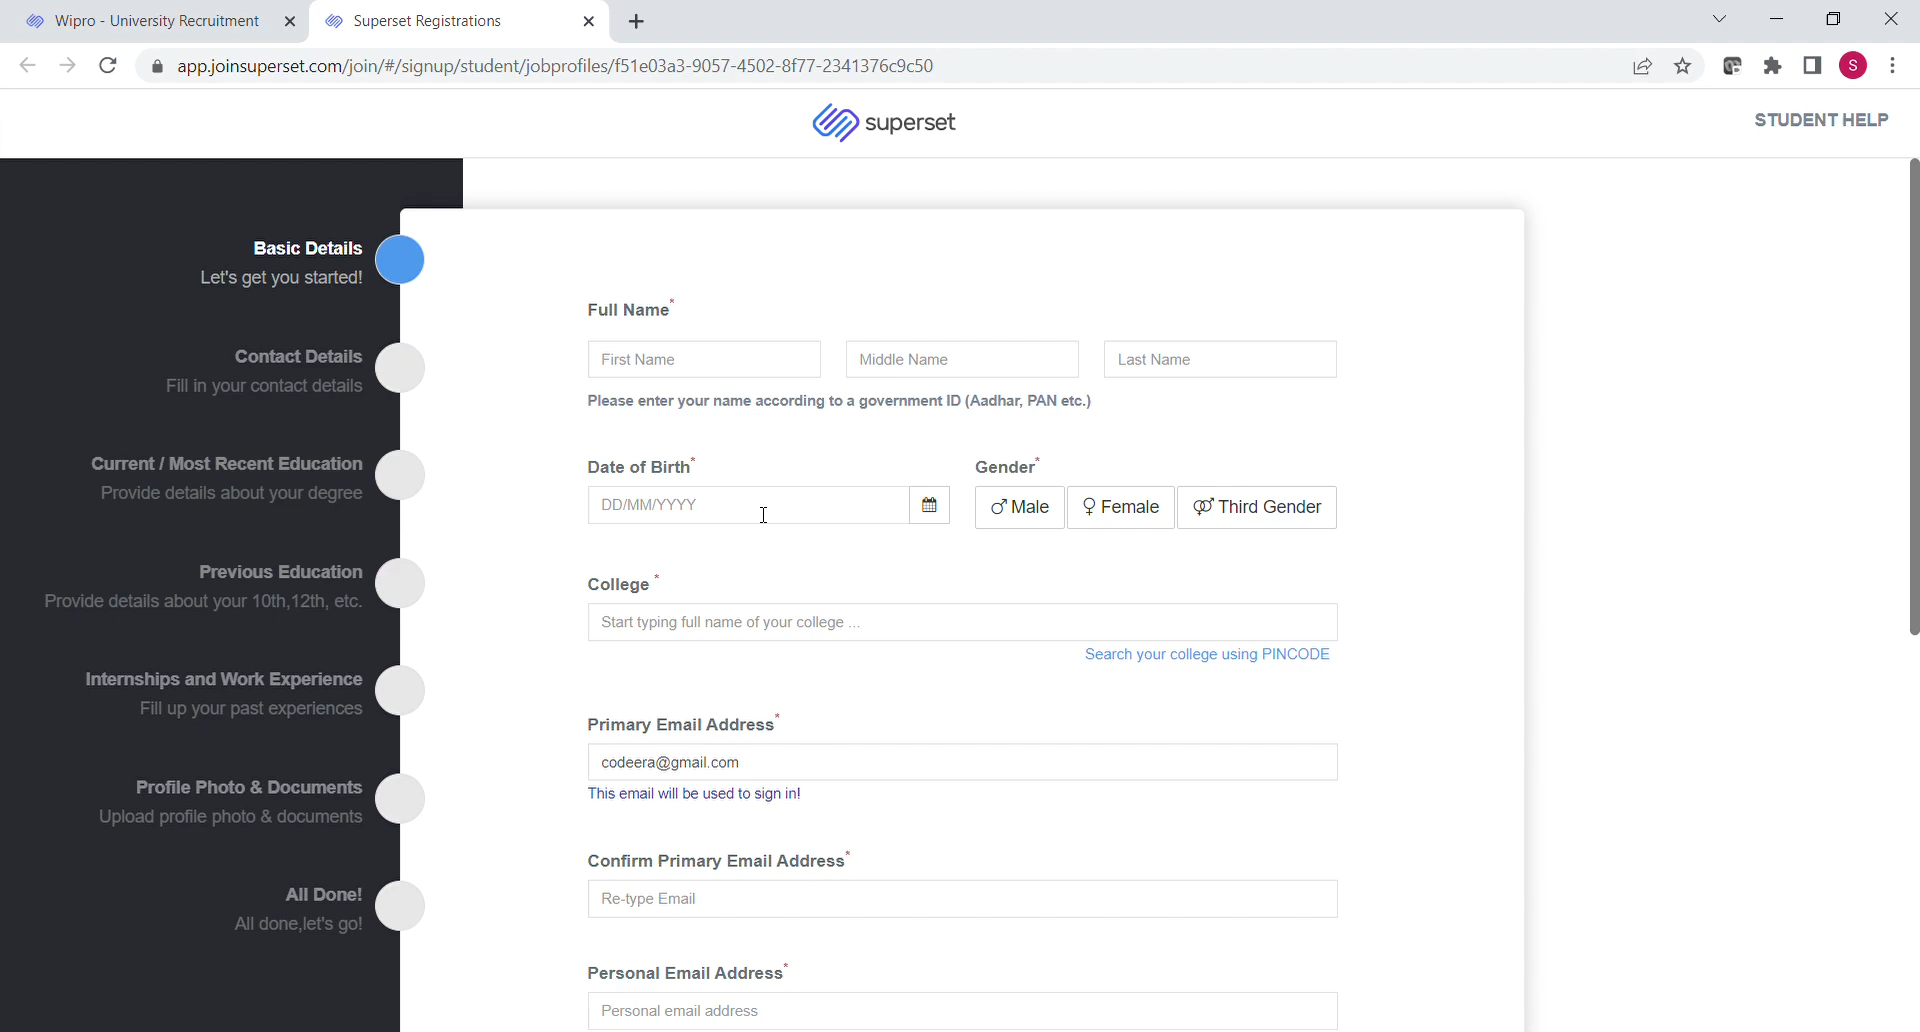 Wipro - University Recruitment
Superset Registrations
app.joinsuperset.com/join/#/signup/student/jobprofiles/f51e03a3-9057-4502-8f77-2341376c9c50
S
superset
STUDENT HELP
Basic Details
Let's get you started!
Contact Details
Fill in your contact details
Current / Most Recent Education
Provide details about your degree
Previous Education
Provide details about your 10th,12th, etc.
Internships and Work Experience
Fill up your past experiences
Profile Photo & Documents
Upload profile photo & documents
All Done!
All done,let's go!
Full Name*
First Name
Middle Name
Last Name
Please enter your name according to a government ID (Aadhar, PAN etc.)
Date of Birth*
DD/MM/YYYY
Gender*
Male
Female
Third Gender
College *
Start typing full name of your college ...
Search your college using PINCODE
Primary Email Address*
codeera@gmail.com
This email will be used to sign in!
Confirm Primary Email Address*
Re-type Email
Personal Email Address*
Personal email address